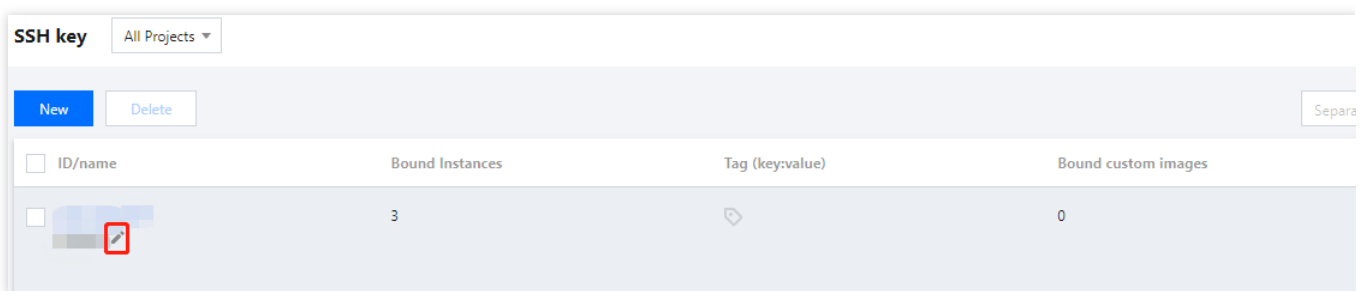 SSH key All Projects
New Delete Separa
ID/name Bound Instances Tag (key:value) Bound custom images
3 0